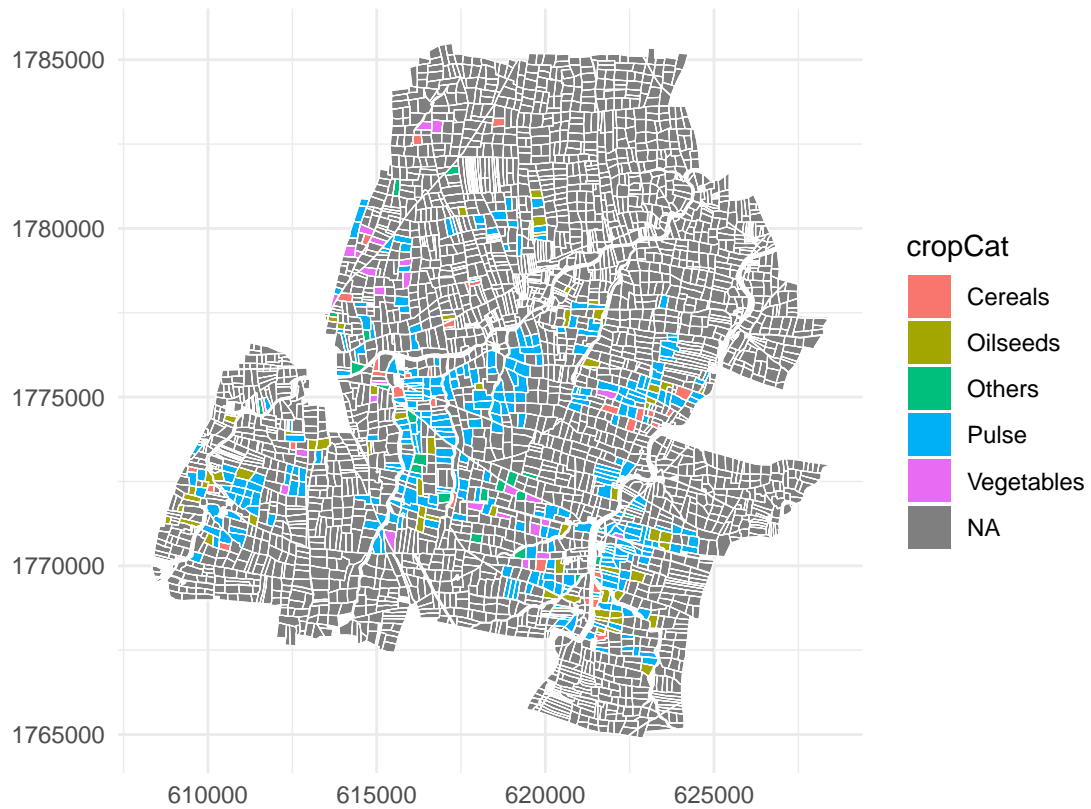 1785000
1780000
1775000
1770000
1765000
610000
615000
620000
625000
cropCat
Cereals
Oilseeds
Others
Pulse
Vegetables
NA